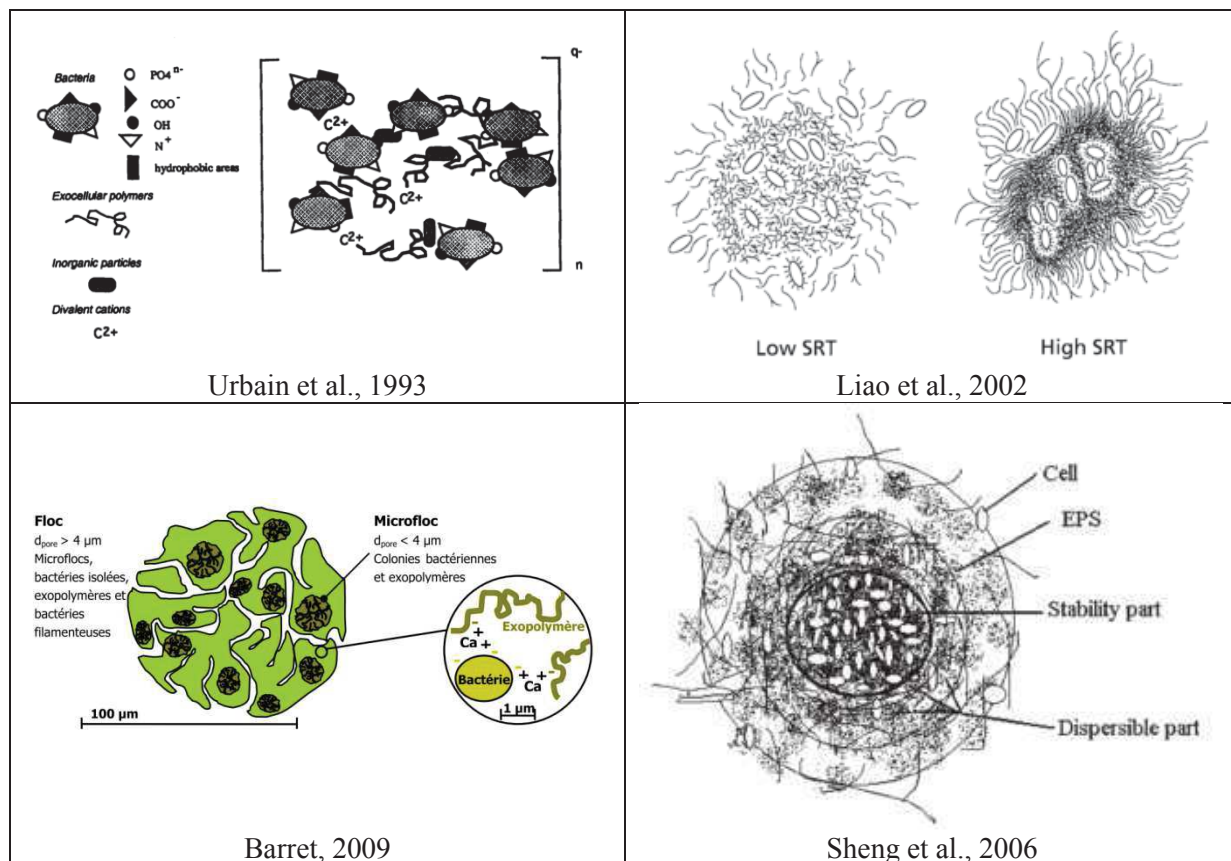 Bacteria
PO4ⁿ⁻
COO⁻
OH
N⁺
hydrophobic areas
Exocellular polymers
Inorganic particles
Divalent cations
C²⁺
q-
C²⁺
C²⁺
C²⁺
n
Urbain et al., 1993
Low SRT
High SRT
Liao et al., 2002
Floc
dpore > 4 µm
Microflocs,
bactéries isolées,
exopolymères et
bactéries
filamenteuses
Microfloc
dpore < 4 µm
Colonies bactériennes
et exopolymères
Exopolymère
- + -
Ca +
Bactérie
- + -
Ca +
1 µm
100 µm
Barret, 2009
Cell
EPS
Stability part
Dispersible part
Sheng et al., 2006